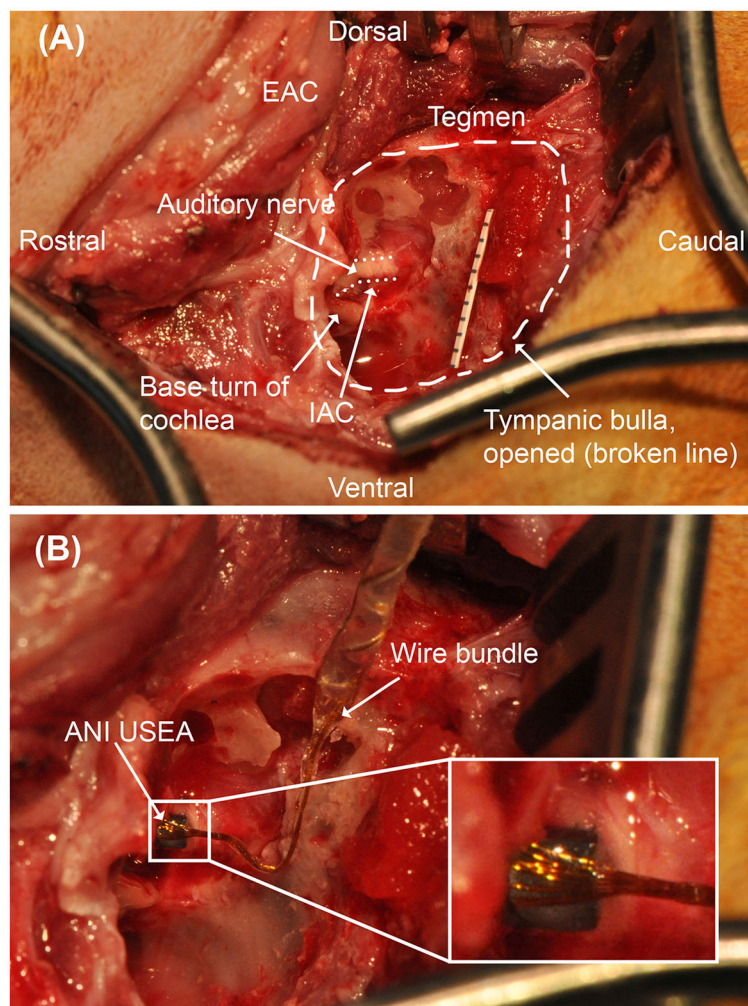 (A)
Dorsal
EAC
Tegmen
Auditory nerve
Rostral
Caudal
Base turn of
cochlea
IAC
Tympanic bulla,
opened (broken line)
Ventral
(B)
Wire bundle
ANI USEA